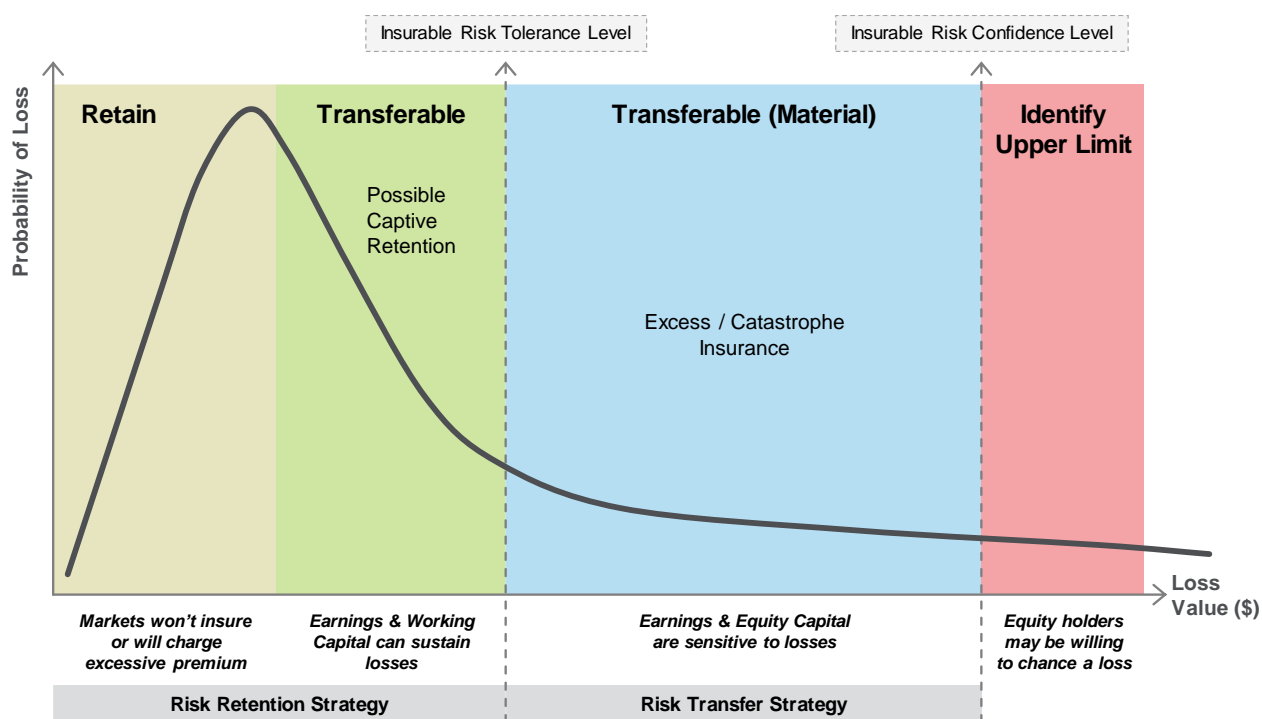 Insurable Risk Tolerance Level
Insurable Risk Confidence Level
Probability of Loss
Retain
Transferable
Transferable (Material)
Identify
Upper Limit
Possible
Captive
Retention
Excess / Catastrophe
Insurance
Loss
Value ($)
Markets won’t insure
or will charge
excessive premium
Earnings & Working
Capital can sustain
losses
Earnings & Equity Capital
are sensitive to losses
Equity holders
may be willing
to chance a loss
Risk Retention Strategy
Risk Transfer Strategy